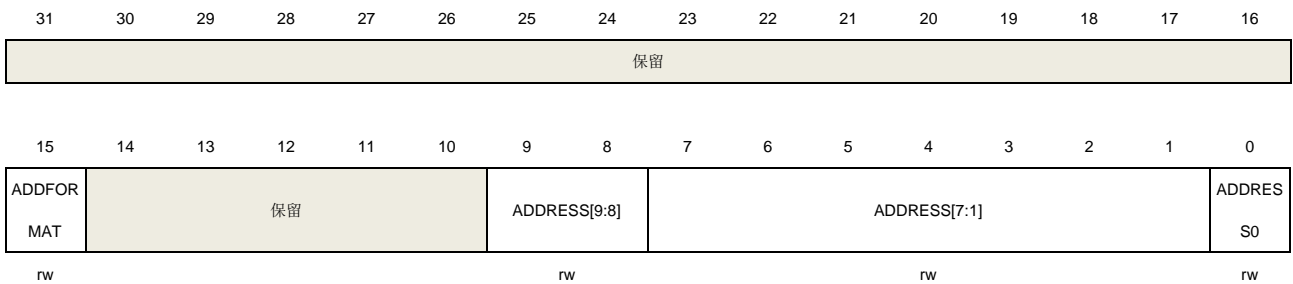 31 30 29 28 27 26 25 24 23 22 21 20 19 18 17 16
保留
15 14 13 12 11 10 9 8 7 6 5 4 3 2 1 0
ADDFOR
MAT
保留
ADDRESS[9:8]
ADDRESS[7:1]
ADDRES
S0
rw rw rw rw